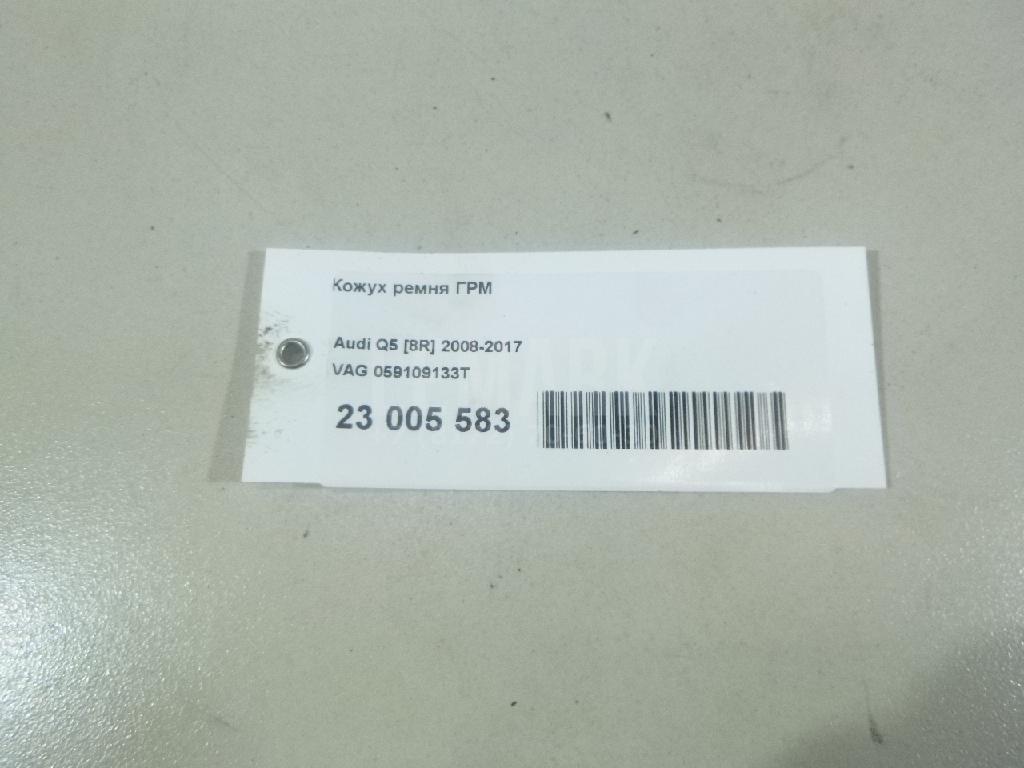 Кожух ремня ГРМ
Audi Q5 [8R] 2008-2017
VAG 059109133T
23 005 583